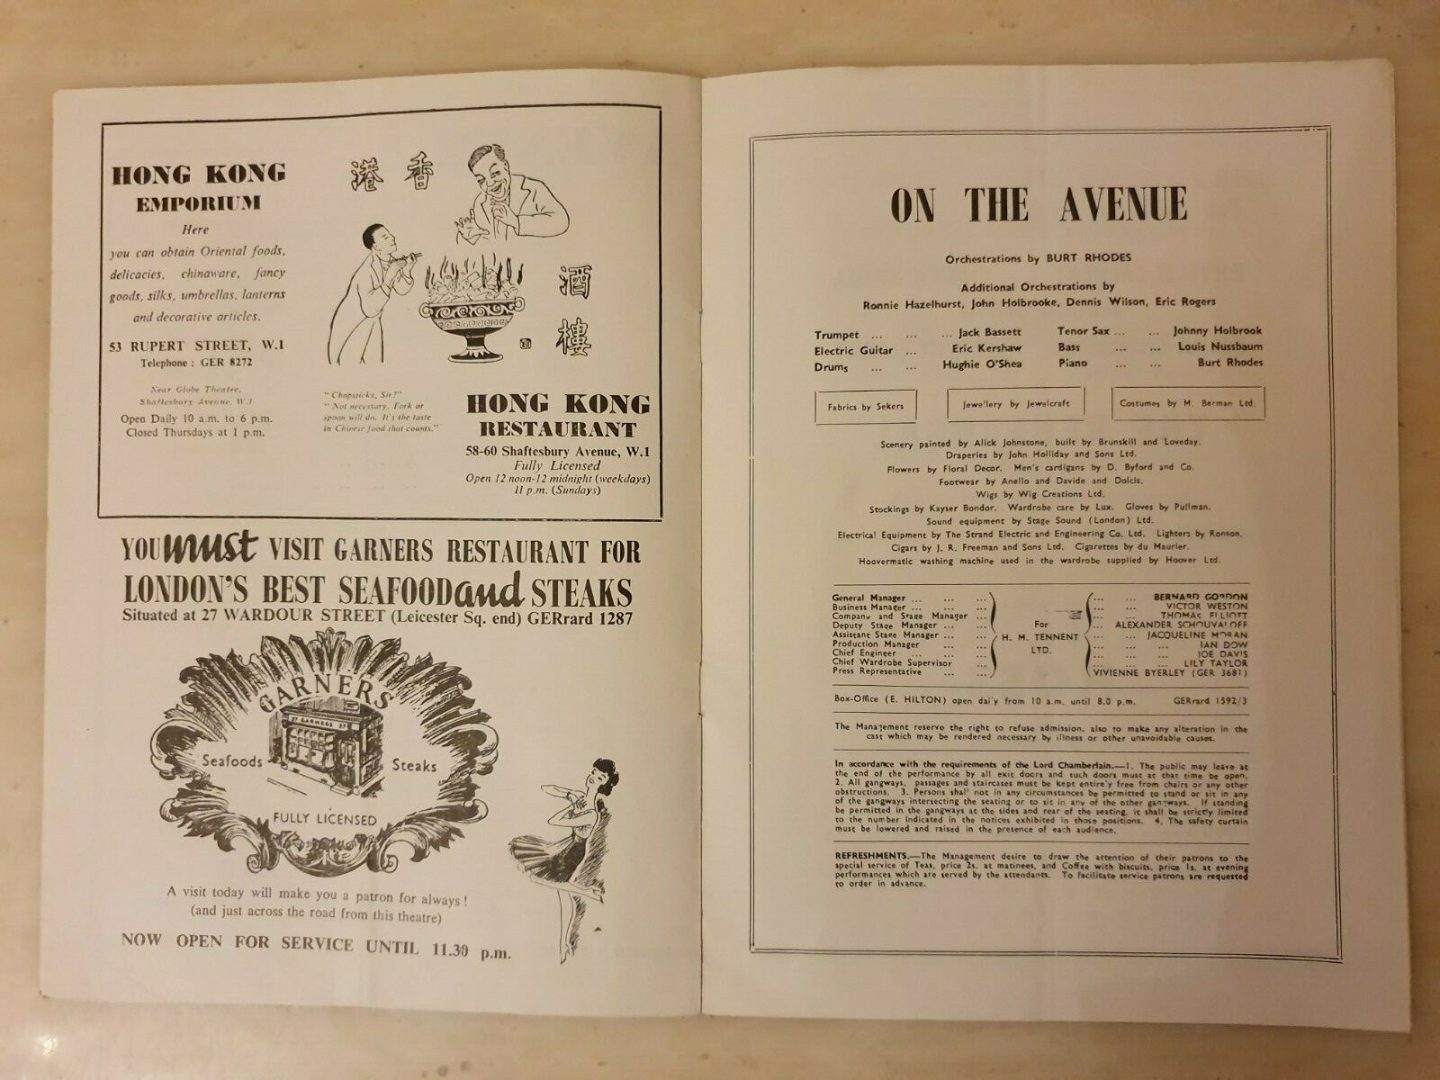 HONG KONG
EMPORIUM
Here
you can obtain Oriental foods,
delicacies, chinaware, fancy
goods, silks, umbrellas, lanterns
and decorative articles.
53 RUPERT STREET, W.1
Telephone : GER 8272
Near Globe Theatre,
Shaftesbury Avenue, W.1
Open Daily 10 a.m. to 6 p.m.
Closed Thursdays at 1 p.m.
港 香
酒
樓
" Chopsticks, Sir?"
" Not necessary. Fork or
spoon will do. It's the taste
in Chinese food that counts."
HONG KONG
RESTAURANT
58-60 Shaftesbury Avenue, W.1
Fully Licensed
Open 12 noon-12 midnight (weekdays)
11 p.m. (Sundays)
YOU must VISIT GARNERS RESTAURANT FOR
LONDON'S BEST SEAFOOD and STEAKS
Situated at 27 WARDOUR STREET (Leicester Sq. end) GERrard 1287
GARNERS
27 GARNERS 27
Seafoods Steaks
FULLY LICENSED
A visit today will make you a patron for always !
(and just across the road from this theatre)
NOW OPEN FOR SERVICE UNTIL 11.30 p.m.
ON THE AVENUE
Orchestrations by BURT RHODES
Additional Orchestrations by
Ronnie Hazelhurst, John Holbrooke, Dennis Wilson, Eric Rogers
Trumpet ... ... ... Jack Bassett Tenor Sax ... ... Johnny Holbrook
Electric Guitar ... Eric Kershaw Bass ... ... Louis Nussbaum
Drums ... ... Hughie O'Shea Piano ... ... Burt Rhodes
Fabrics by Sekers
Jewellery by Jewelcraft
Costumes by M. Berman Ltd.
Scenery painted by Alick Johnstone, built by Brunskill and Loveday.
Draperies by John Holliday and Sons Ltd.
Flowers by Floral Decor. Men's cardigans by D. Byford and Co.
Footwear by Anello and Davide and Dolcis.
Wigs by Wig Creations Ltd.
Stockings by Kayser Bondor. Wardrobe care by Lux. Gloves by Pullman.
Sound equipment by Stage Sound (London) Ltd.
Electrical Equipment by The Strand Electric and Engineering Co. Ltd. Lighters by Ronson.
Cigars by J. R. Freeman and Sons Ltd. Cigarettes by du Maurier.
Hoovermatic washing machine used in the wardrobe supplied by Hoover Ltd.
General Manager ... ... ... BERNARD GORDON
Business Manager ... ... ... VICTOR WESTON
Company and Stage Manager ... THOMAS ELLIOTT
Deputy Stage Manager ... ... For ALEXANDER SCHOUVALOFF
Assistant Stage Manager ... ... H. M. TENNENT JACQUELINE MORAN
Production Manager ... ... LTD. IAN DOW
Chief Engineer ... ... ... JOE DAVIS
Chief Wardrobe Supervisor ... LILY TAYLOR
Press Representative ... ... VIVIENNE BYERLEY (GER 3681)
Box-Office (E. HILTON) open daily from 10 a.m. until 8.0 p.m. GERrard 1592/3
The Management reserve the right to refuse admission, also to make any alteration in the
cast which may be rendered necessary by illness or other unavoidable causes.
In accordance with the requirements of the Lord Chamberlain.—1. The public may leave at
the end of the performance by all exit doors and such doors must at that time be open.
2. All gangways, passages and staircases must be kept entirely free from chairs or any other
obstructions. 3. Persons shall not in any circumstances be permitted to stand or sit in any
of the gangways intersecting the seating or to sit in any of the other gangways. If standing
be permitted in the gangways at the sides and rear of the seating, it shall be strictly limited
to the number indicated in the notices exhibited in those positions. 4. The safety curtain
must be lowered and raised in the presence of each audience.
REFRESHMENTS.—The Management desire to draw the attention of their patrons to the
special service of Teas, price 2s. at matinees, and Coffee with biscuits, price 1s. at evening
performances which are served by the attendants. To facilitate service patrons are requested
to order in advance.